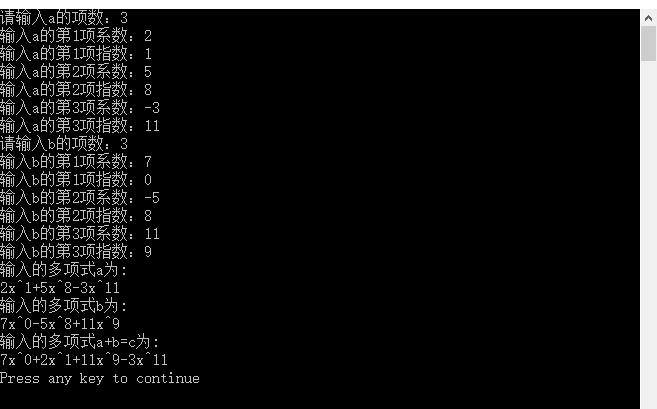 请输入a的项数：3
输入a的第1项系数：2
输入a的第1项指数：1
输入a的第2项系数：5
输入a的第2项指数：8
输入a的第3项系数：-3
输入a的第3项指数：11
请输入b的项数：3
输入b的第1项系数：7
输入b的第1项指数：0
输入b的第2项系数：-5
输入b的第2项指数：8
输入b的第3项系数：11
输入b的第3项指数：9
输入的多项式a为:
2x^1+5x^8-3x^11
输入的多项式b为:
7x^0-5x^8+11x^9
输入的多项式a+b=c为:
7x^0+2x^1+11x^9-3x^11
Press any key to continue